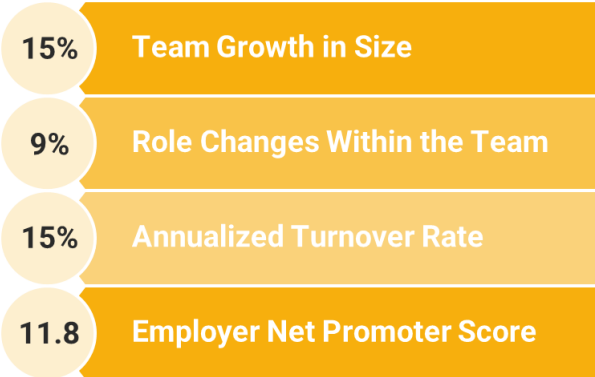 15% Team Growth in Size
9% Role Changes Within the Team
15% Annualized Turnover Rate
11.8 Employer Net Promoter Score